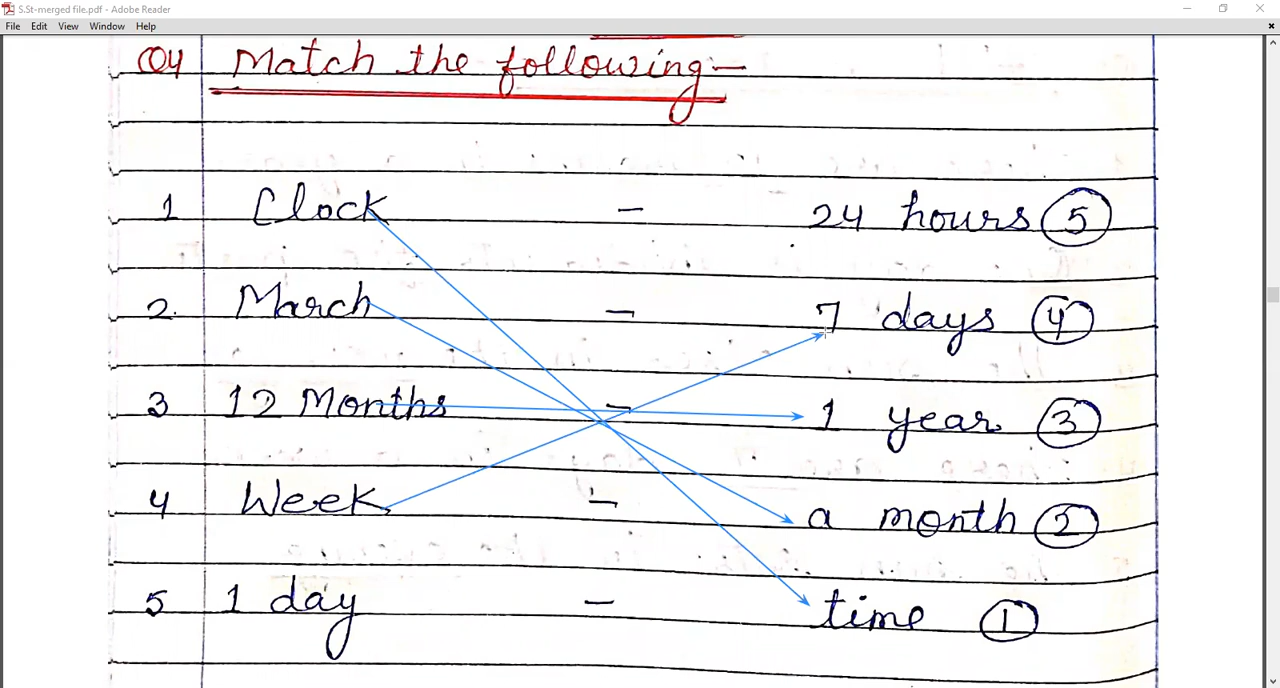 S.St-merged file.pdf - Adobe Reader
File Edit View Window Help
Q4 Match the following:-
1 Clock - 24 hours 5
2. March - 7 days 4
3 12 Months - 1 year 3
4 Week - a month 2
5 1 day - time 1